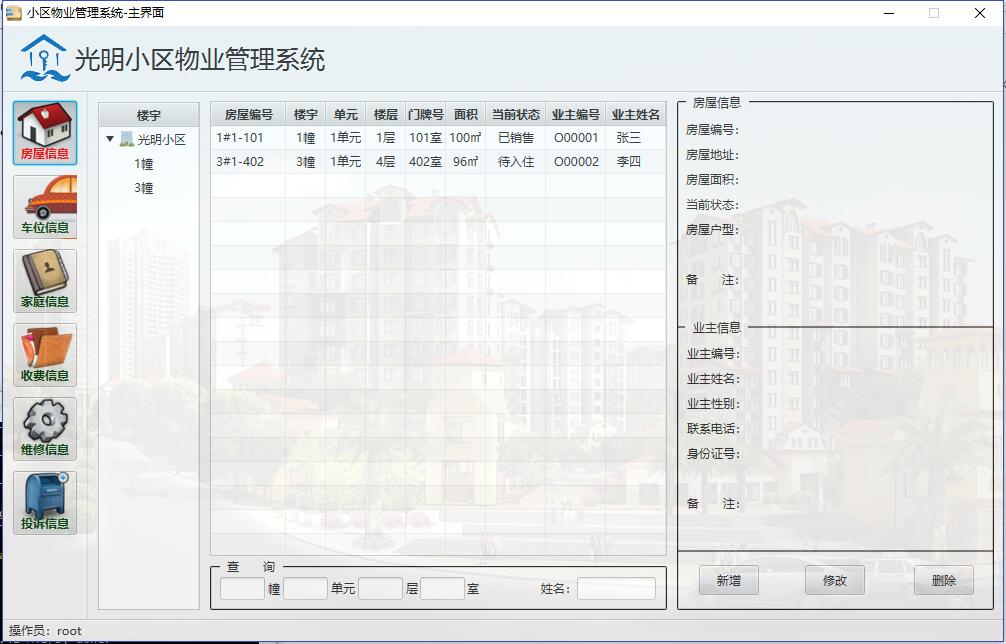 小区物业管理系统-主界面
光明小区物业管理系统
房屋信息
车位信息
家庭信息
收费信息
维修信息
投诉信息
楼宇
光明小区
1幢
3幢
房屋编号 楼宇 单元 楼层 门牌号 面积 当前状态 业主编号 业主姓名
1#1-101 1幢 1单元 1层 101室 100㎡ 已销售 O00001 张三
3#1-402 3幢 1单元 4层 402室 96㎡ 待入住 O00002 李四
查 询
幢 单元 层 室 姓名:
房屋信息
房屋编号:
房屋地址:
房屋面积:
当前状态:
房屋户型:
备 注:
业主信息
业主编号:
业主姓名:
业主性别:
联系电话:
身份证号:
备 注:
新增 修改 删除
操作员: root